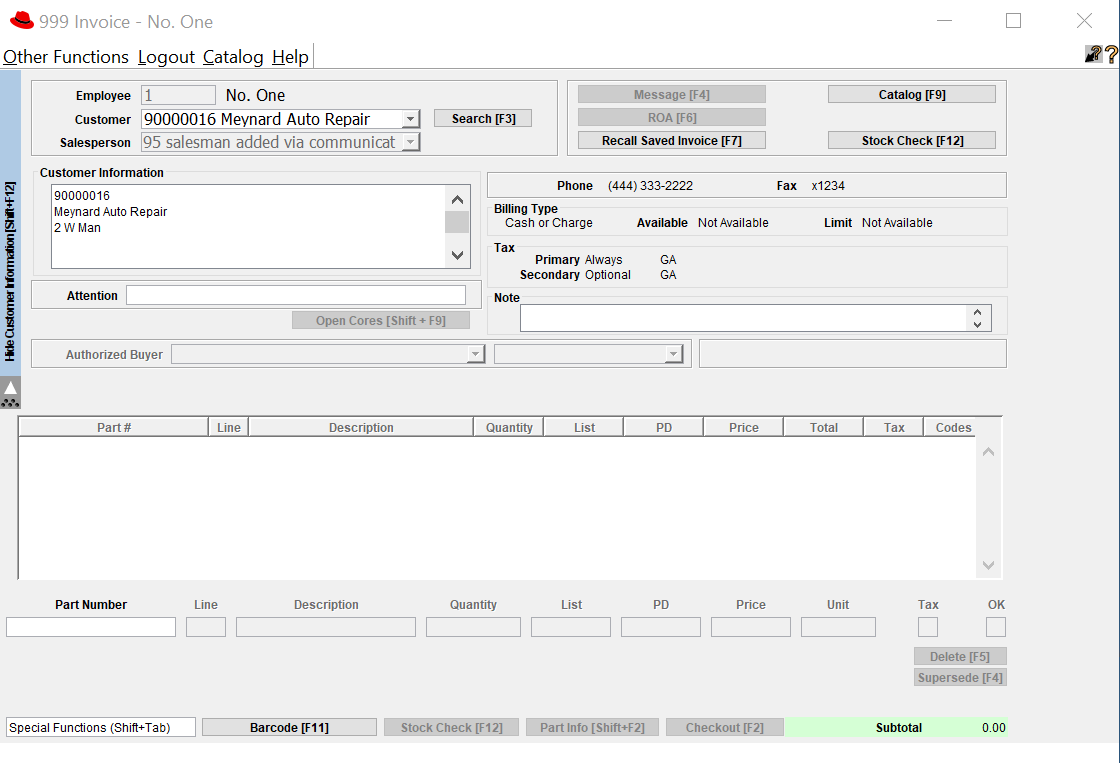 999 Invoice - No. One
Other Functions Logout Catalog Help
Hide Customer Information [Shift+F12]
Employee 1 No. One
Customer 90000016 Meynard Auto Repair Search [F3]
Salesperson 95 salesman added via communicat
Message [F4] Catalog [F9]
ROA [F6]
Recall Saved Invoice [F7] Stock Check [F12]
Customer Information
90000016
Meynard Auto Repair
2 W Man
Attention
Open Cores [Shift + F9]
Phone (444) 333-2222 Fax x1234
Billing Type
Cash or Charge Available Not Available Limit Not Available
Tax
Primary Always GA
Secondary Optional GA
Note
Authorized Buyer
Part # Line Description Quantity List PD Price Total Tax Codes
Part Number Line Description Quantity List PD Price Unit Tax OK
Delete [F5]
Supersede [F4]
Special Functions (Shift+Tab) Barcode [F11] Stock Check [F12] Part Info [Shift+F2] Checkout [F2] Subtotal 0.00